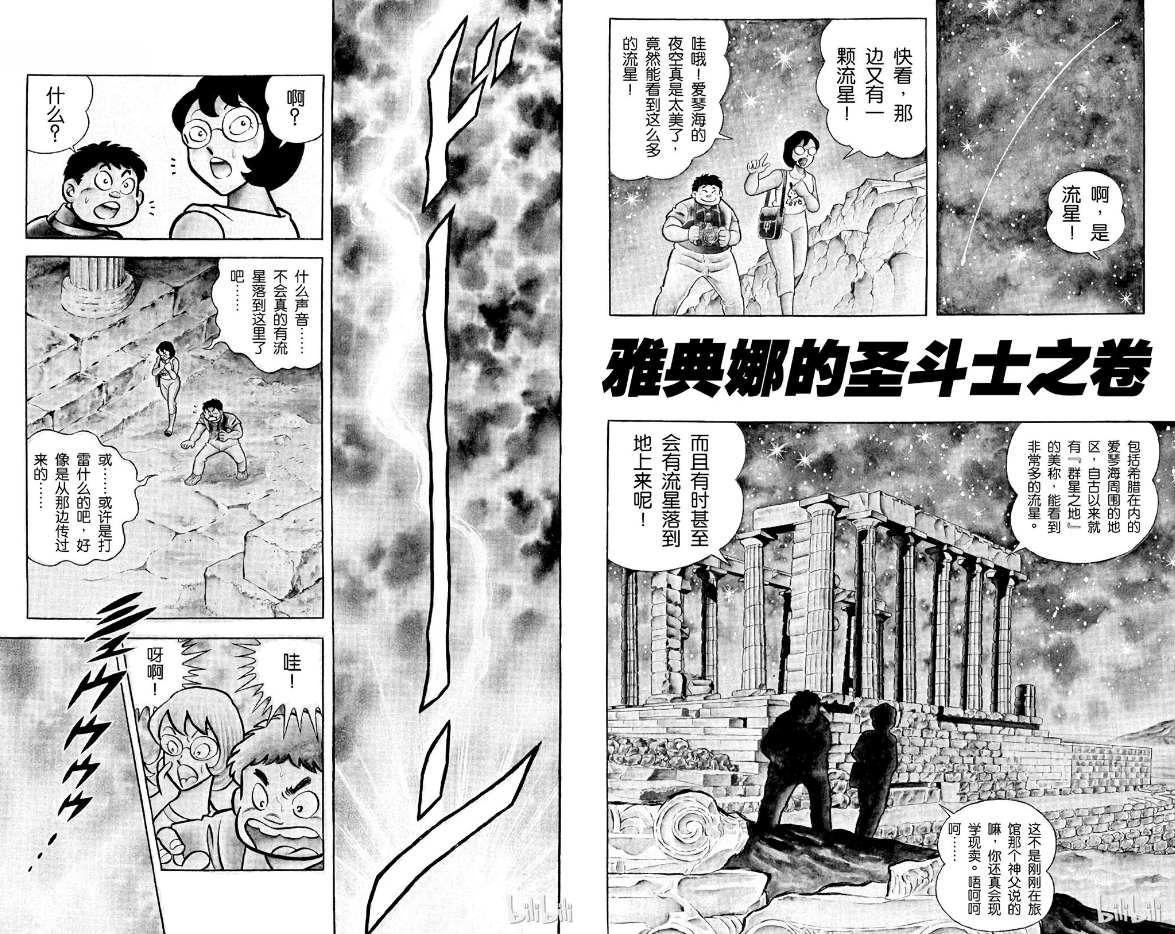 啊，是
流星！
快看，那
边又有一
颗流星！
哇哦！爱琴海的
夜空真是太美了，
竟然能看到这么多
的流星！
雅典娜的圣斗士之卷
包括希腊在内的
爱琴海周围的地
区，自古以来就
有『群星之地』
的美称，能看到
非常多的流星。
而且有时甚至
会有流星落到
地上来呢！
这不是刚刚在旅
馆那个神父说的
嘛，你还真会现
学现卖。唔呵呵
呵……
ドーン
啊？
什么？
什么声音……
不会真的有流
星落到这里了
吧……
或……或许是打
雷什么的吧，好
像是从那边传过
来的……
哇！
呀啊！
bilibili
bilibili